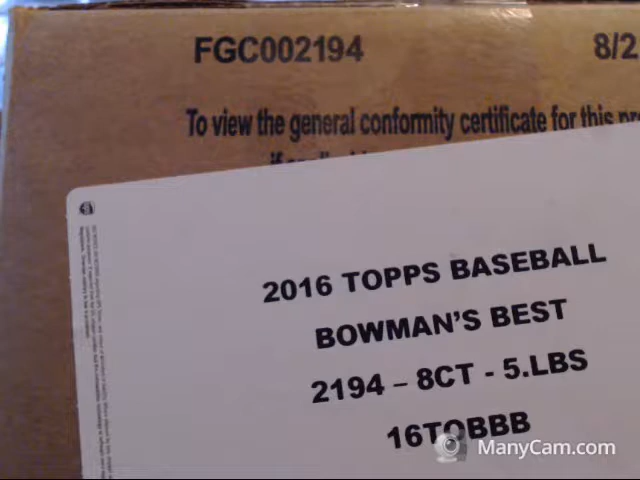 FGC002194 8/2
To view the general conformity certificate for this
2016 TOPPS BASEBALL
BOWMAN'S BEST
2194 – 8CT - 5.LBS
16TOBBB
ManyCam.com